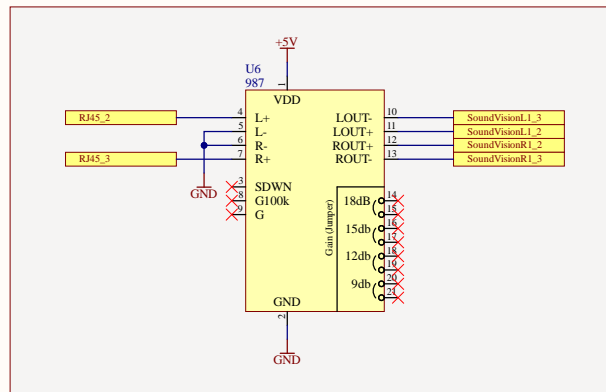 +5V
U6
987
1
VDD
RJ45_2
4
L+
LOUT-
10
SoundVisionL1_3
5
L-
LOUT+
11
SoundVisionL1_2
6
R-
ROUT+
12
SoundVisionR1_2
RJ45_3
7
R+
ROUT-
13
SoundVisionR1_3
GND
3
SDWN
8
G100k
9
G
Gain (Jumper)
18dB
14
15
15db
16
17
12db
18
19
9db
20
21
GND
2
GND